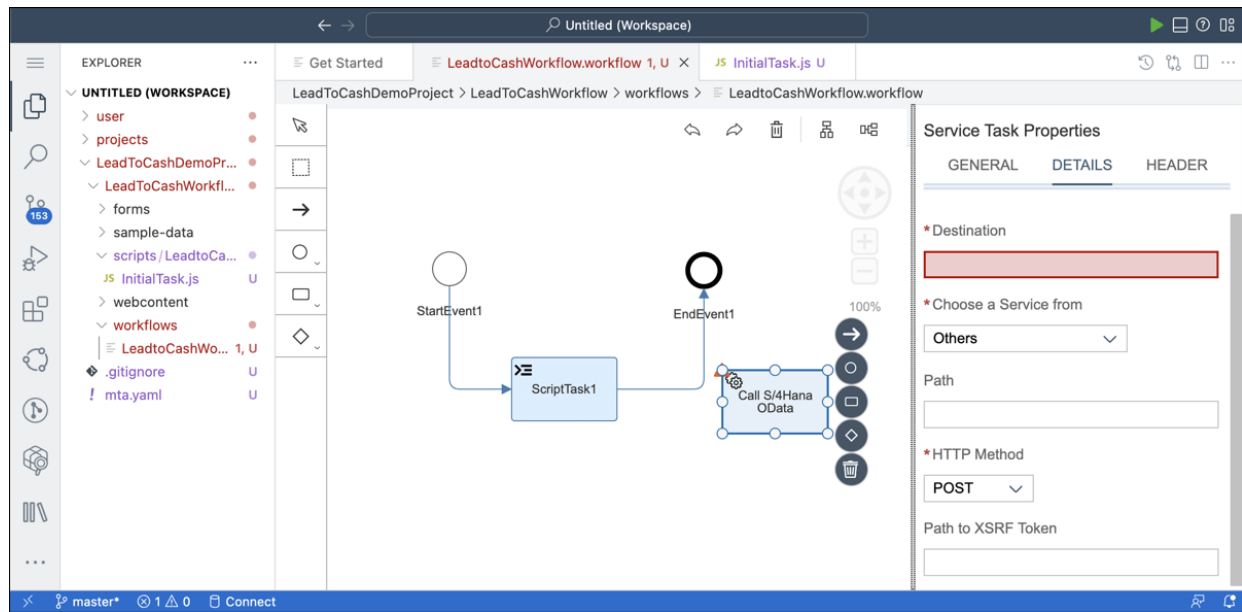 Untitled (Workspace)
EXPLORER
Get Started
LeadtoCashWorkflow.workflow 1, U
JS InitialTask.js U
UNTITLED (WORKSPACE)
LeadToCashDemoProject > LeadToCashWorkflow > workflows > LeadtoCashWorkflow.workflow
user
projects
LeadToCashDemoPr...
LeadToCashWorkfl...
forms
sample-data
scripts/LeadtoCa...
JS InitialTask.js U
webcontent
workflows
LeadtoCashWo... 1, U
.gitignore U
! mta.yaml U
153
StartEvent1
EndEvent1
100%
ScriptTask1
Call S/4Hana
OData
Service Task Properties
GENERAL DETAILS HEADER
*Destination
*Choose a Service from
Others
Path
*HTTP Method
POST
Path to XSRF Token
master* 1 0 Connect